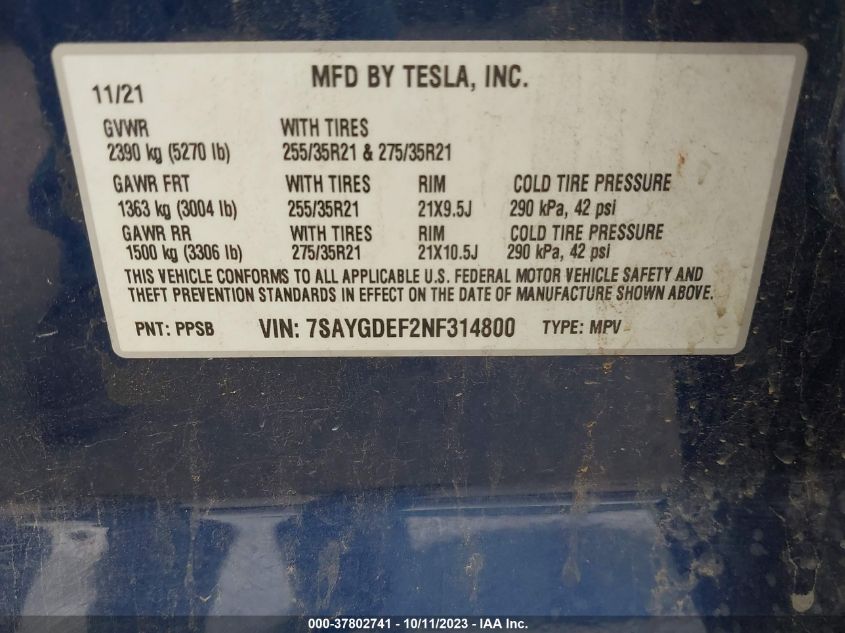 MFD BY TESLA, INC.
11/21
GVWR WITH TIRES
2390 kg (5270 lb) 255/35R21 & 275/35R21
GAWR FRT WITH TIRES RIM COLD TIRE PRESSURE
1363 kg (3004 lb) 255/35R21 21X9.5J 290 kPa, 42 psi
GAWR RR WITH TIRES RIM COLD TIRE PRESSURE
1500 kg (3306 lb) 275/35R21 21X10.5J 290 kPa, 42 psi
THIS VEHICLE CONFORMS TO ALL APPLICABLE U.S. FEDERAL MOTOR VEHICLE SAFETY AND
THEFT PREVENTION STANDARDS IN EFFECT ON THE DATE OF MANUFACTURE SHOWN ABOVE.
PNT: PPSB VIN: 7SAYGDEF2NF314800 TYPE: MPV
000-37802741 - 10/11/2023 - IAA Inc.